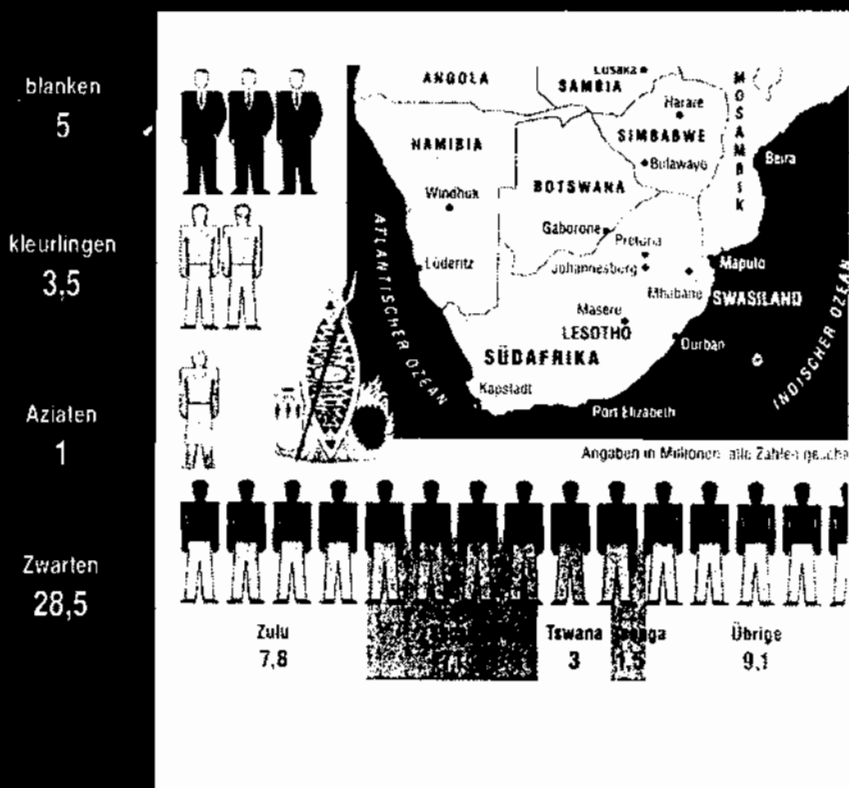 blanken
5
kleurlingen
3,5
Aziaten
1
Zwarten
28,5
ANGOLA
Lusaka
SAMBIA
MOSAMBIK
Harare
SIMBABWE
NAMIBIA
Bulawayo
Beira
BOTSWANA
Windhuk
Gaborone
Pretoria
ATLANTISCHER OZEAN
Lüderitz
Johannesburg
Maputo
Mbabane
SWASILAND
Maseru
LESOTHO
Durban
SÜDAFRIKA
INDISCHER OZEAN
Kapstadt
Port Elizabeth
Angaben in Millionen, alle Zahlen
Zulu
7,8
Tswana
3
1,5
Übrige
9,1